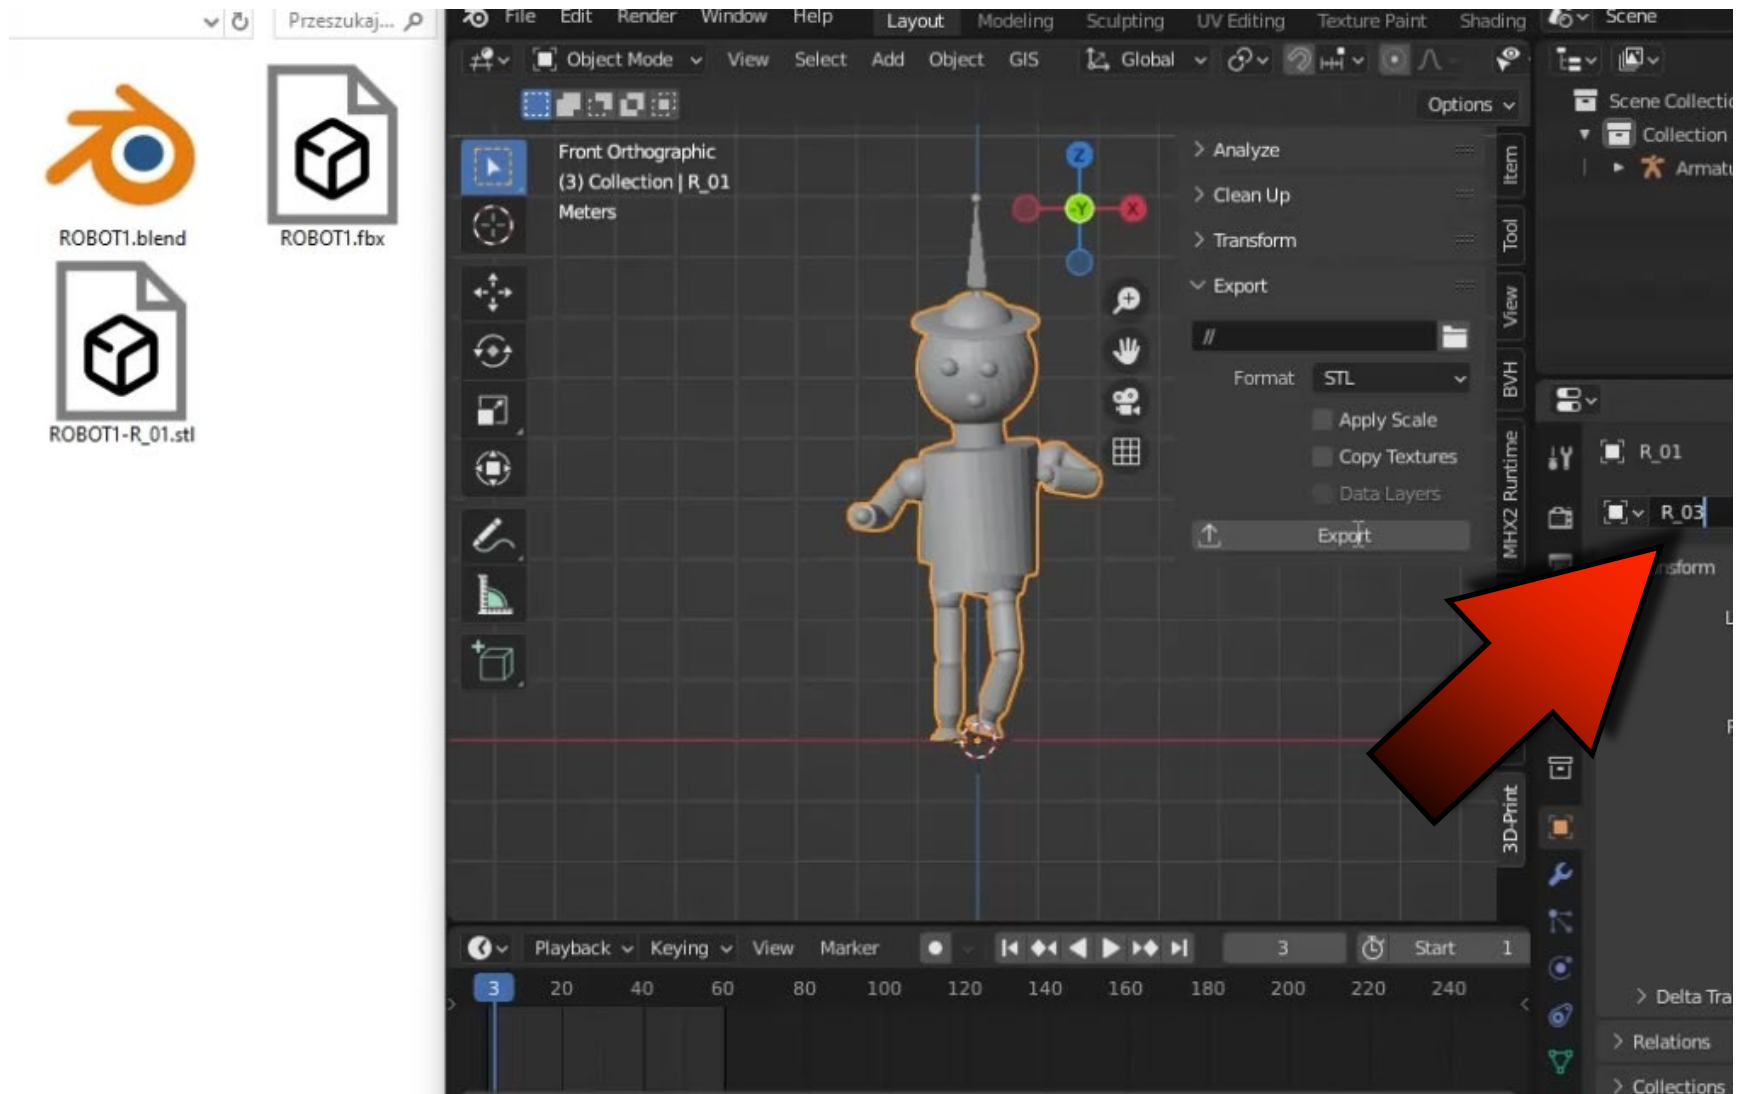 Przeszukaj...
ROBOT1.blend
ROBOT1.fbx
ROBOT1-R_01.stl
File Edit Render Window Help Layout Modeling Sculpting UV Editing Texture Paint Shading Scene
Object Mode View Select Add Object GIS Global
Options
Front Orthographic
(3) Collection | R_01
Meters
Z
-Y
X
Analyze
Clean Up
Transform
Export
//
Format STL
Apply Scale
Copy Textures
Data Layers
Export
Item
Tool
View
BVH
MHX2 Runtime
3D-Print
Scene Collectio
Collection
Armatu
R_01
R_03
nsform
L
Delta Tra
Relations
Collections
Playback Keying View Marker 3 Start 1
3 20 40 60 80 100 120 140 160 180 200 220 240